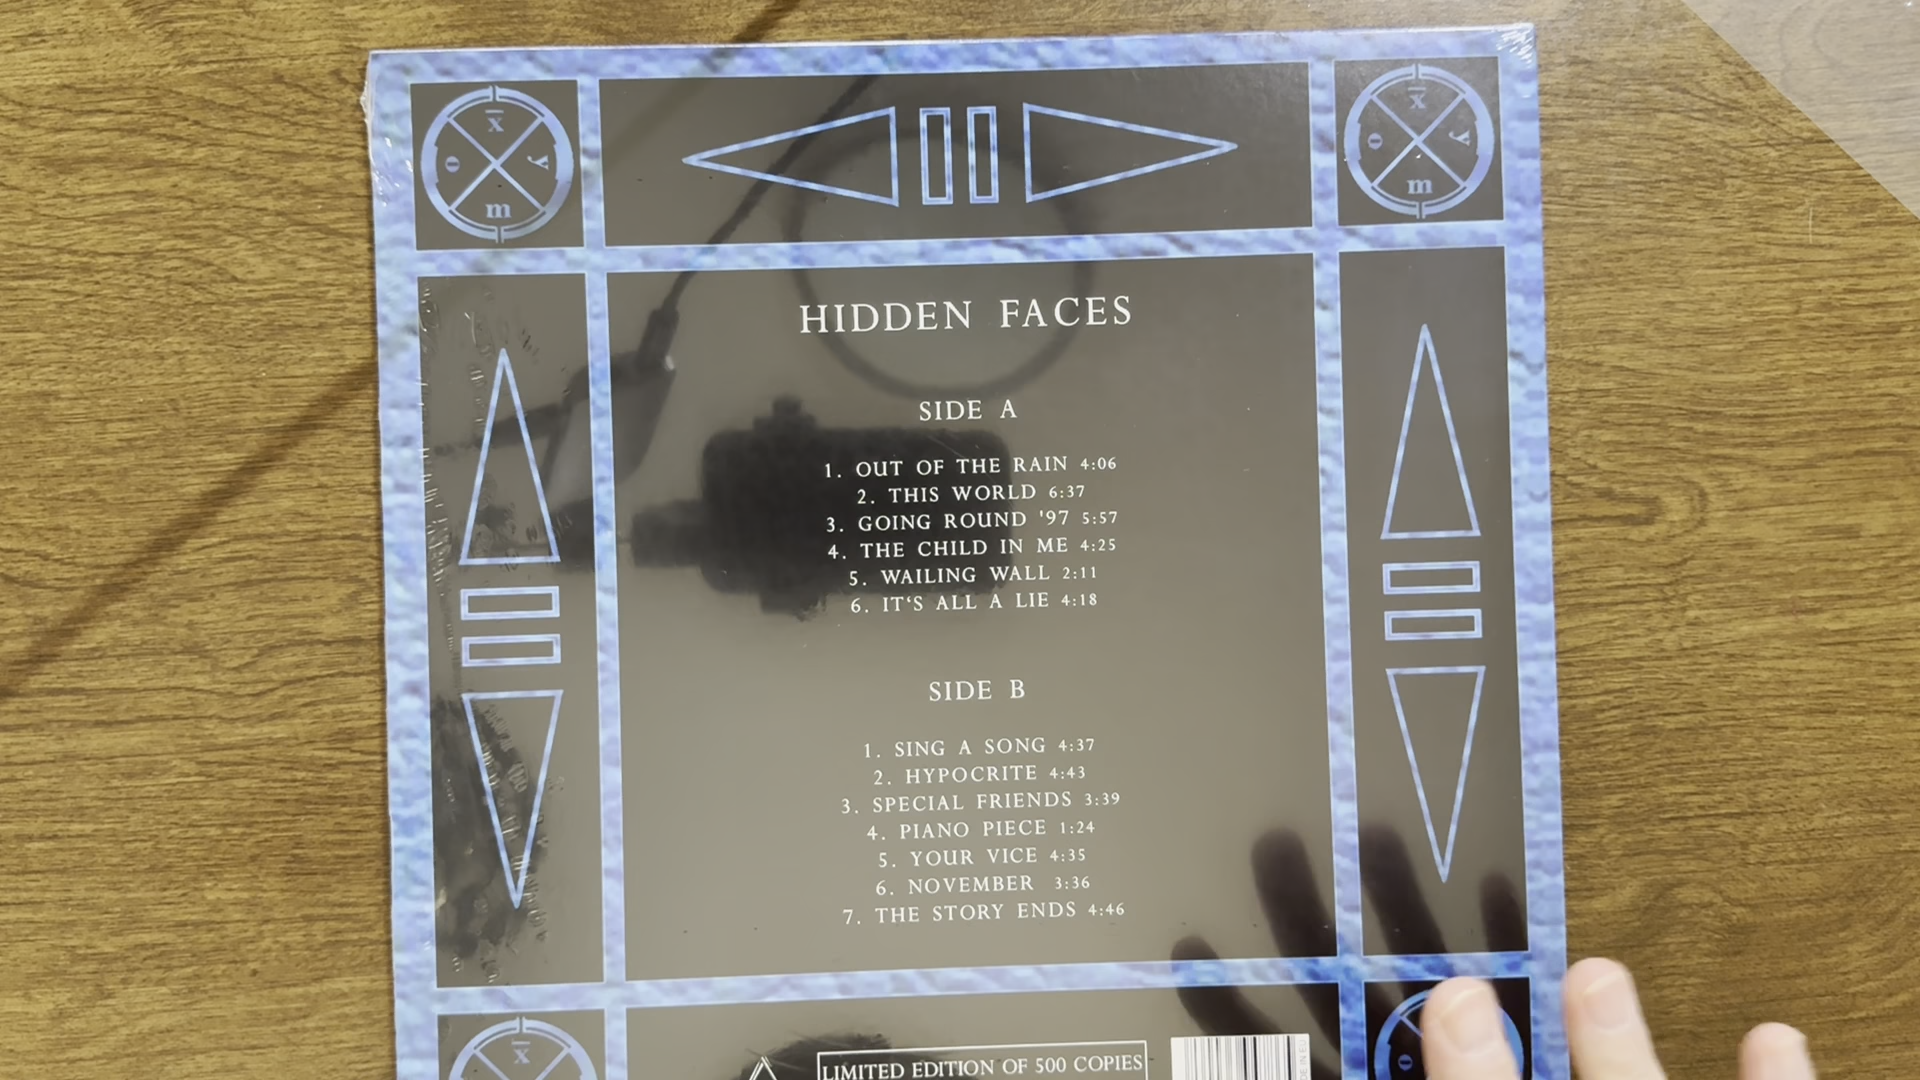 x̄
o y
m
x̄
o y
m
HIDDEN FACES
SIDE A
1. OUT OF THE RAIN 4:06
2. THIS WORLD 6:37
3. GOING ROUND '97 5:57
4. THE CHILD IN ME 4:25
5. WAILING WALL 2:11
6. IT‘S ALL A LIE 4:18
SIDE B
1. SING A SONG 4:37
2. HYPOCRITE 4:43
3. SPECIAL FRIENDS 3:39
4. PIANO PIECE 1:24
5. YOUR VICE 4:35
6. NOVEMBER 3:36
7. THE STORY ENDS 4:46
x̄
o
LIMITED EDITION OF 500 COPIES